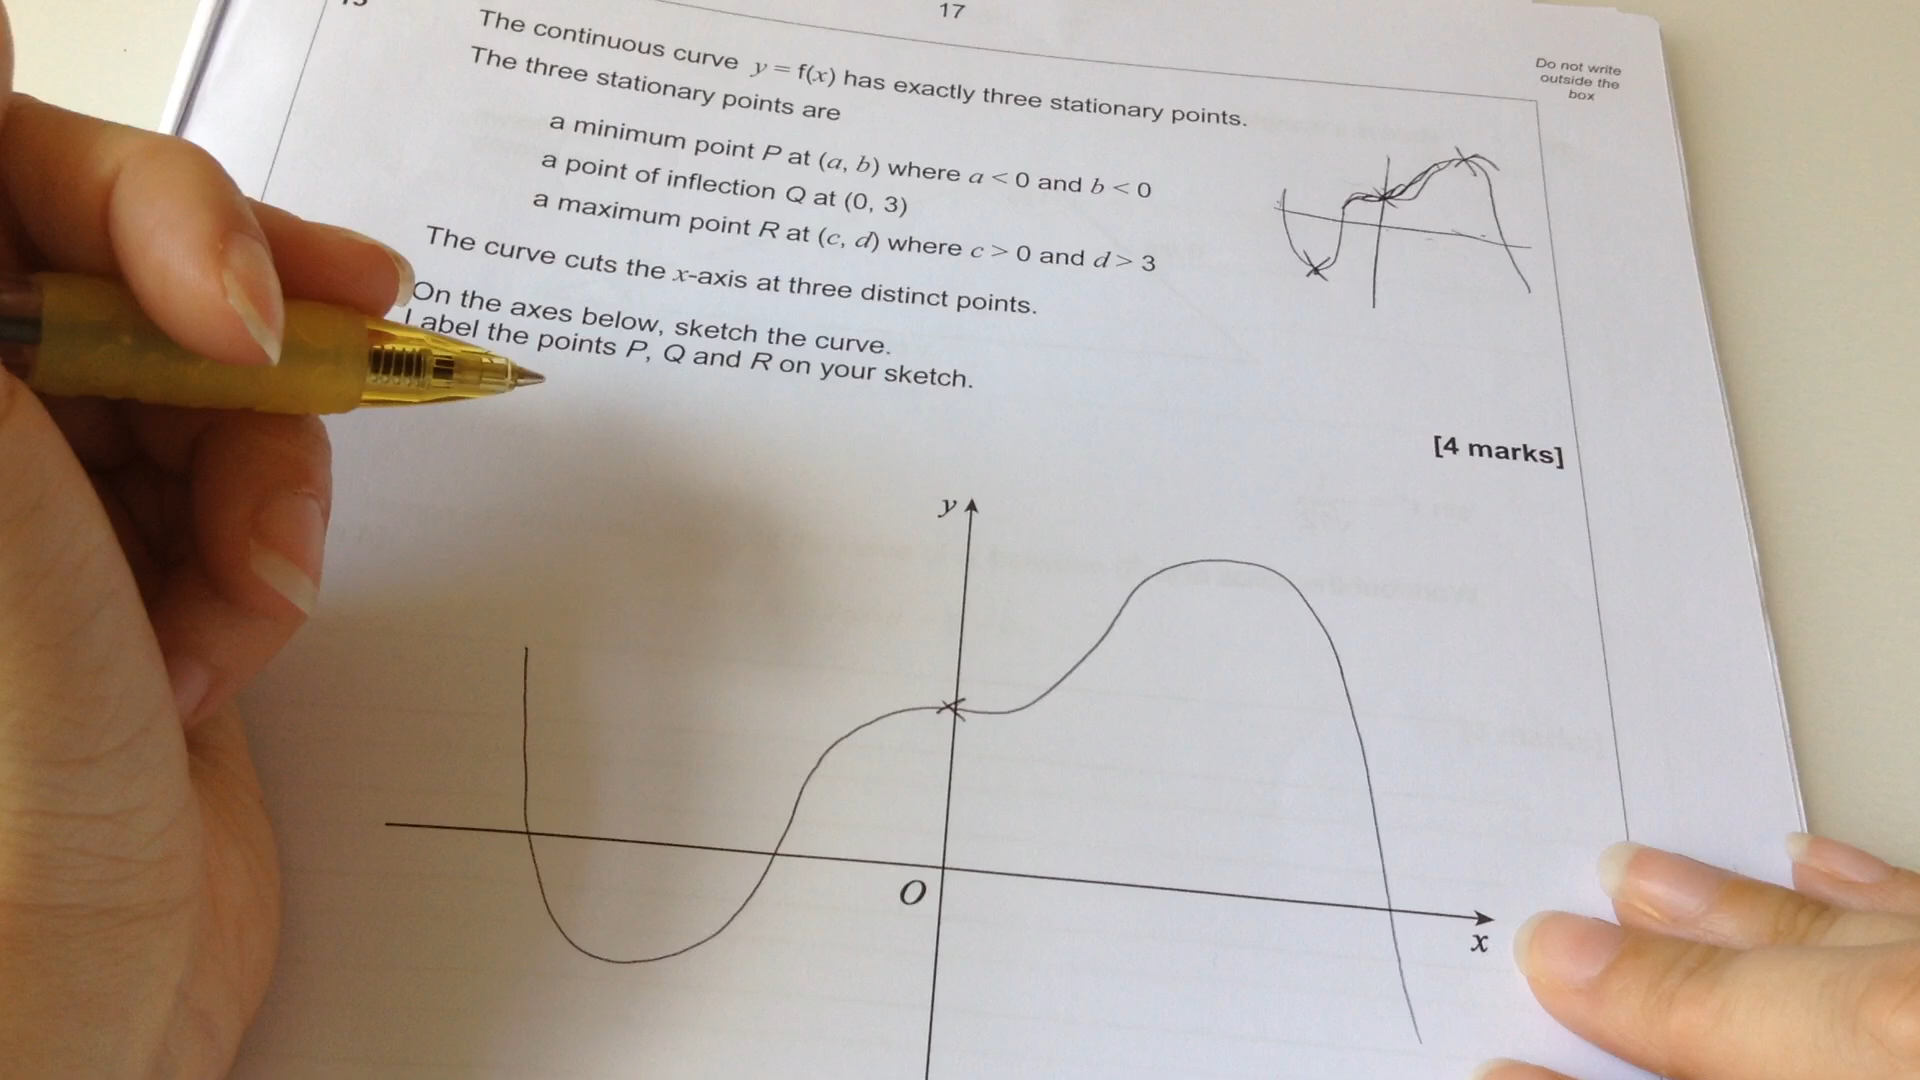 17
Do not write
outside the
box
The continuous curve y = f(x) has exactly three stationary points.
The three stationary points are
a minimum point P at (a, b) where a < 0 and b < 0
a point of inflection Q at (0, 3)
a maximum point R at (c, d) where c > 0 and d > 3
The curve cuts the x-axis at three distinct points.
On the axes below, sketch the curve.
Label the points P, Q and R on your sketch.
[4 marks]
y
O
x